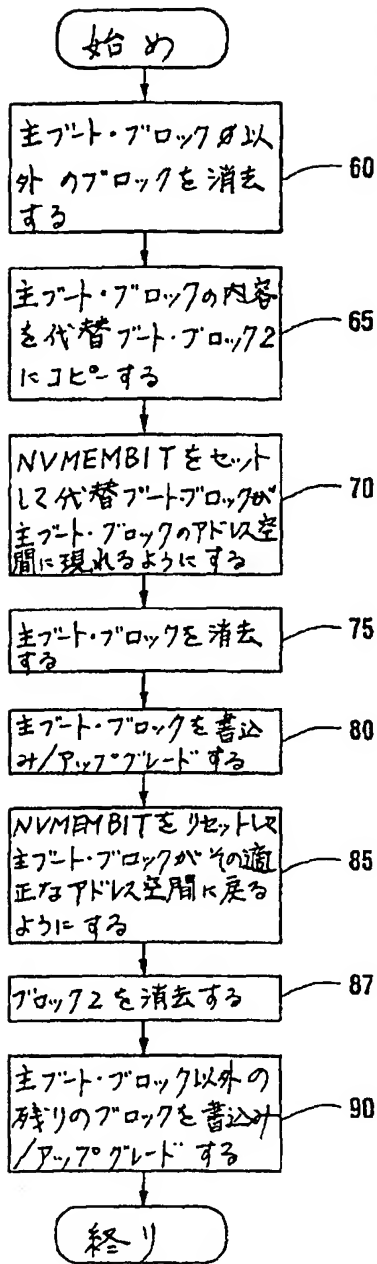 始め
主ブート・ブロック0以
外のブロックを消去
する
60
主ブート・ブロックの内容
を代替ブート・ブロック2
にコピーする
65
NVMEMBITをセット
して代替ブートブロックが
主ブート・ブロックのアドレス空
間に現れるようにする
70
主ブート・ブロックを消去
する
75
主ブート・ブロックを書込
み/アップグレードする
80
NVMEMBITをリセットして
主ブート・ブロックがその適
正なアドレス空間に戻る
ようにする
85
ブロック2を消去する
87
主ブート・ブロック以外の
残りのブロックを書込み
/アップグレードする
90
終り